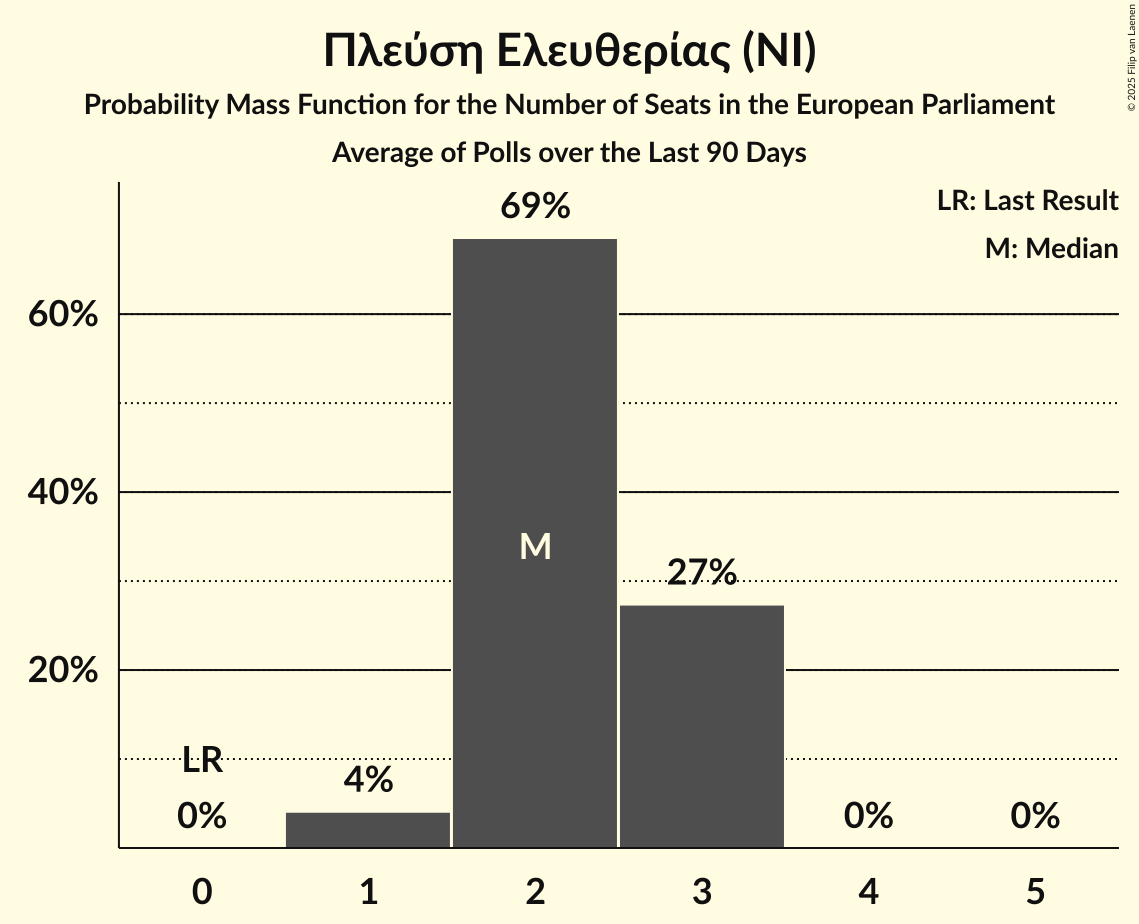 Πλεύση Ελευθερίας (NI)
Probability Mass Function for the Number of Seats in the European Parliament
Average of Polls over the Last 90 Days
© 2025 Filip van Laenen
LR: Last Result
M: Median
69%
60%
40%
M
27%
20%
LR
4%
0%
0%
0%
0
1
2
3
4
5